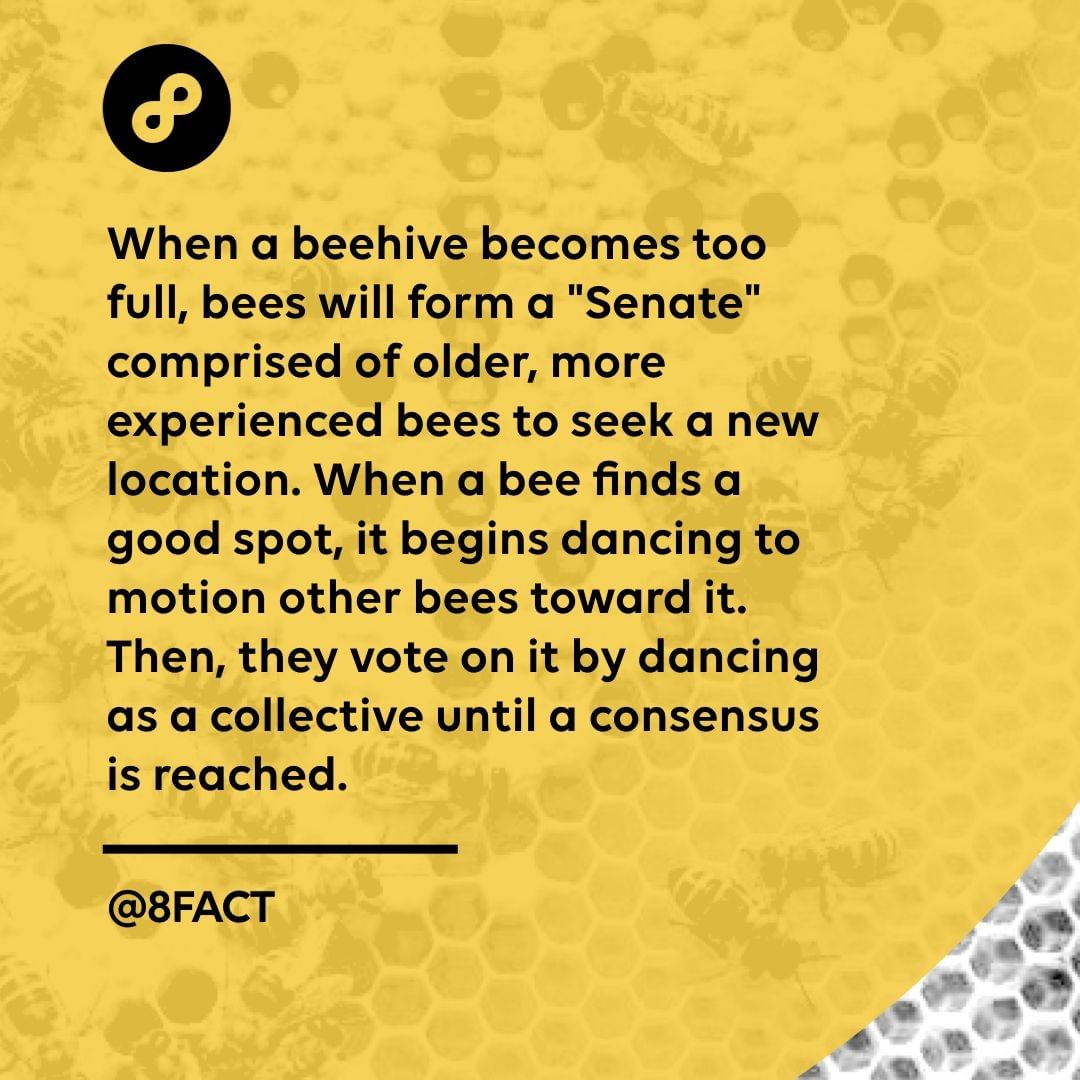 When a beehive becomes too
full, bees will form a "Senate"
comprised of older, more
experienced bees to seek a new
location. When a bee finds a
good spot, it begins dancing to
motion other bees toward it.
Then, they vote on it by dancing
as a collective until a consensus
is reached.
@8FACT